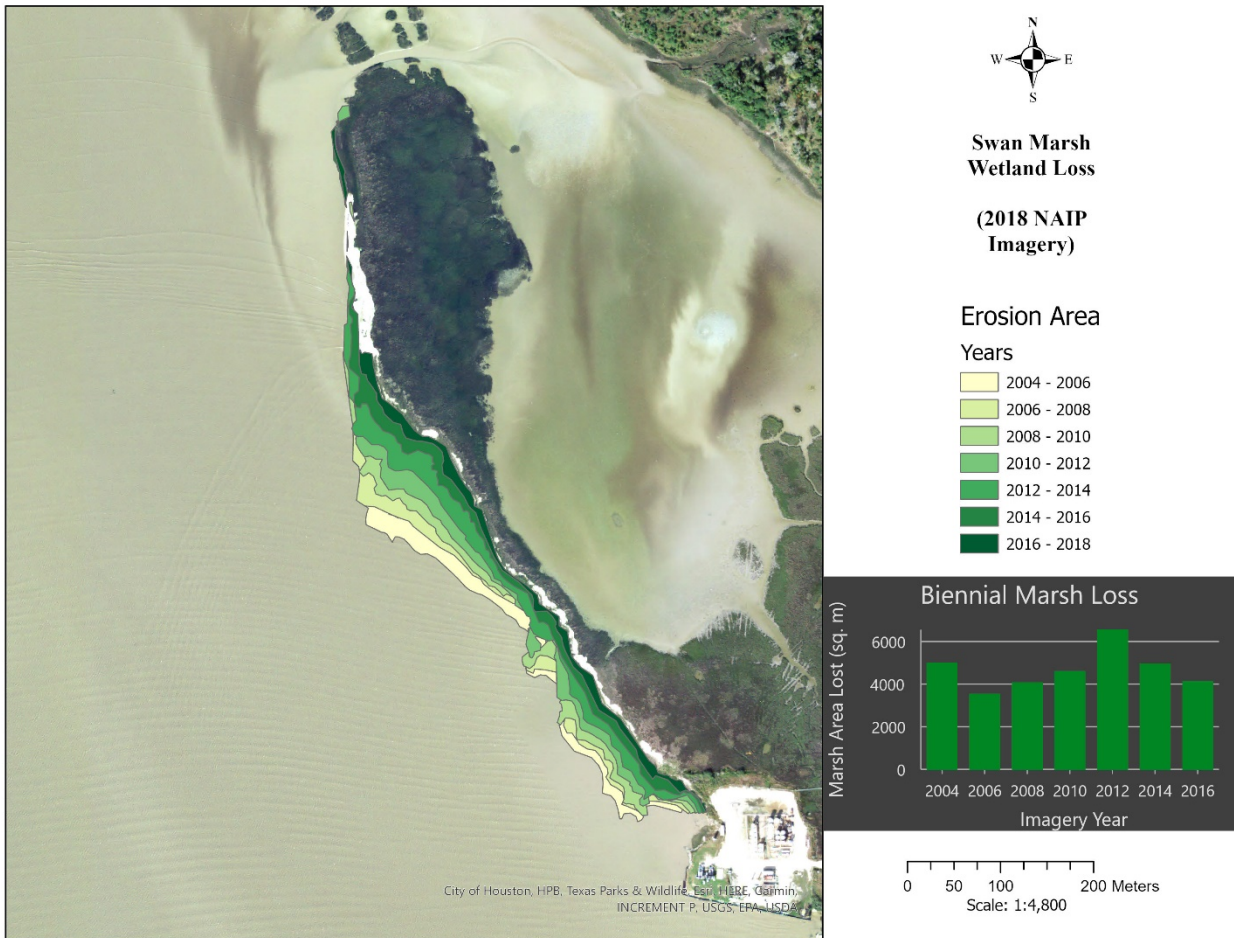 N
W E
S
Swan Marsh
Wetland Loss
(2018 NAIP
Imagery)
Erosion Area
Years
2004 - 2006
2006 - 2008
2008 - 2010
2010 - 2012
2012 - 2014
2014 - 2016
2016 - 2018
Biennial Marsh Loss
Marsh Area Lost (sq. m)
6000
4000
2000
0
2004 2006 2008 2010 2012 2014 2016
Imagery Year
0 50 100 200 Meters
Scale: 1:4,800
City of Houston, HPB, Texas Parks & Wildlife, Esri, HERE, Garmin,
INCREMENT P, USGS, EPA, USDA